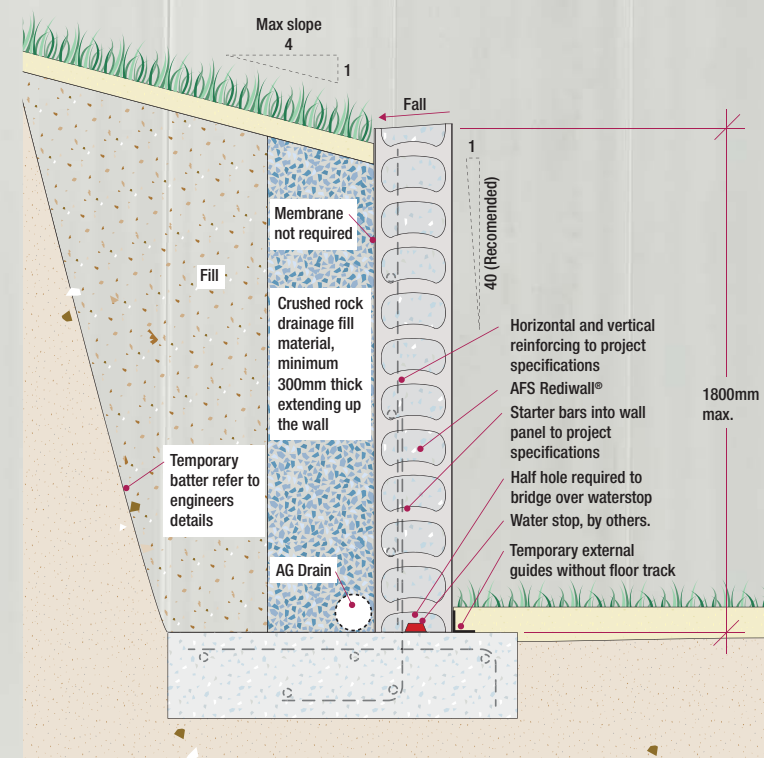 Max slope
4
1
Fall
1
40 (Recomended)
Membrane
not required
Fill
Crushed rock
drainage fill
material,
minimum
300mm thick
extending up
the wall
Horizontal and vertical
reinforcing to project
specifications
AFS Rediwall®
Starter bars into wall
panel to project
specifications
1800mm
max.
Temporary
batter refer to
engineers
details
Half hole required to
bridge over waterstop
Water stop, by others.
AG Drain
Temporary external
guides without floor track